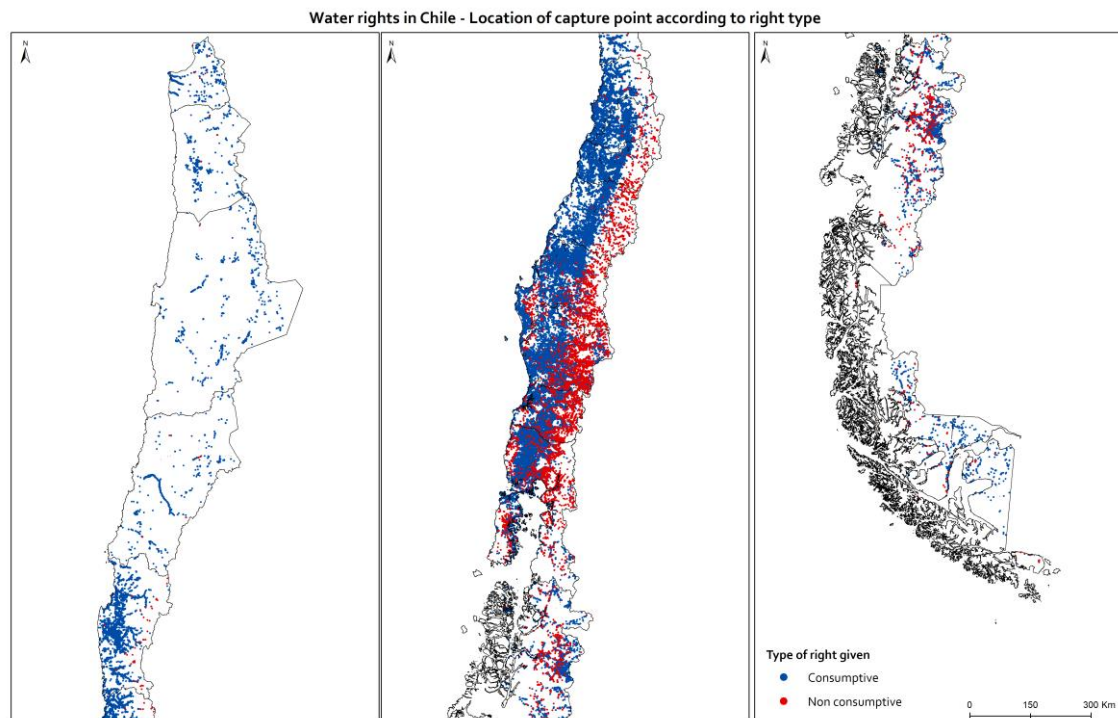 Water rights in Chile - Location of capture point according to right type
N
N
N
Type of right given
Consumptive
Non consumptive
0 150 300 Km